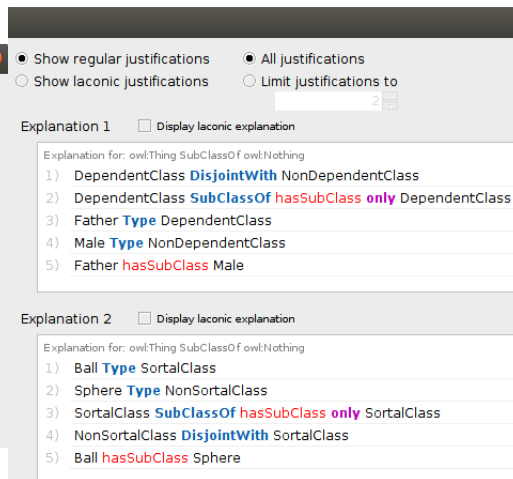 Show regular justifications All justifications
Show laconic justifications Limit justifications to
2
Explanation 1 Display laconic explanation
Explanation for: owl:Thing SubClassOf owl:Nothing
1) DependentClass DisjointWith NonDependentClass
2) DependentClass SubClassOf hasSubClass only DependentClass
3) Father Type DependentClass
4) Male Type NonDependentClass
5) Father hasSubClass Male
Explanation 2 Display laconic explanation
Explanation for: owl:Thing SubClassOf owl:Nothing
1) Ball Type SortalClass
2) Sphere Type NonSortalClass
3) SortalClass SubClassOf hasSubClass only SortalClass
4) NonSortalClass DisjointWith SortalClass
5) Ball hasSubClass Sphere